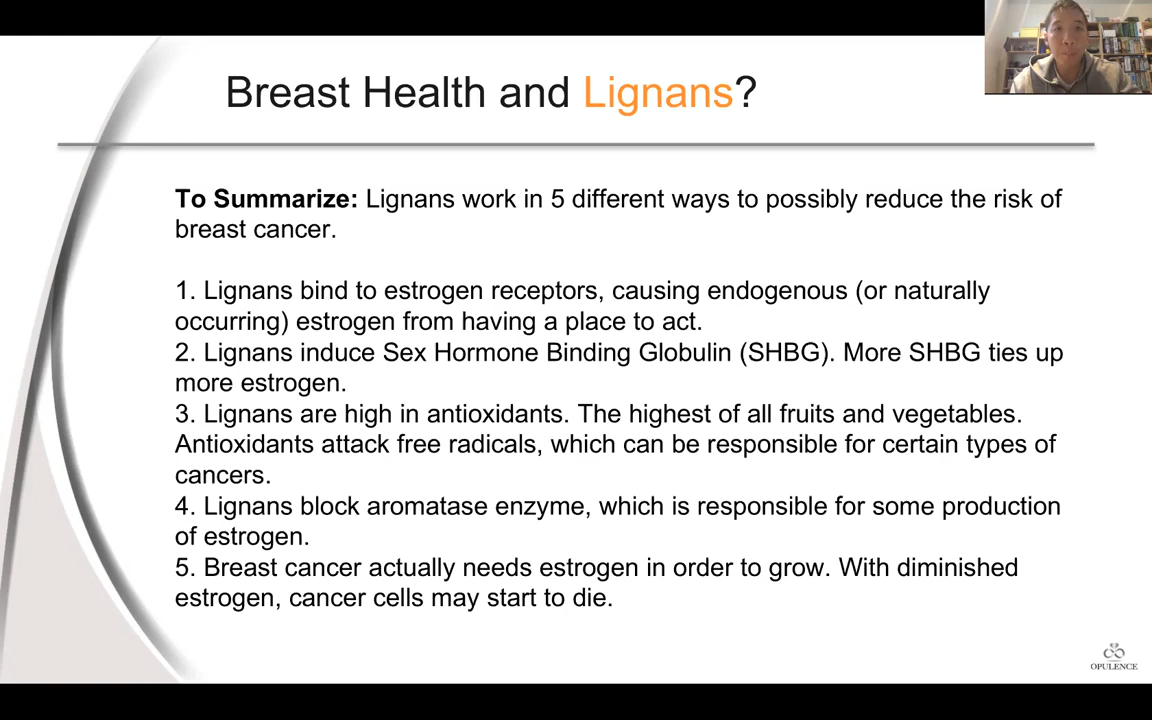 Breast Health and Lignans?
To Summarize: Lignans work in 5 different ways to possibly reduce the risk of
breast cancer.
1. Lignans bind to estrogen receptors, causing endogenous (or naturally
occurring) estrogen from having a place to act.
2. Lignans induce Sex Hormone Binding Globulin (SHBG). More SHBG ties up
more estrogen.
3. Lignans are high in antioxidants. The highest of all fruits and vegetables.
Antioxidants attack free radicals, which can be responsible for certain types of
cancers.
4. Lignans block aromatase enzyme, which is responsible for some production
of estrogen.
5. Breast cancer actually needs estrogen in order to grow. With diminished
estrogen, cancer cells may start to die.
OPULENCE